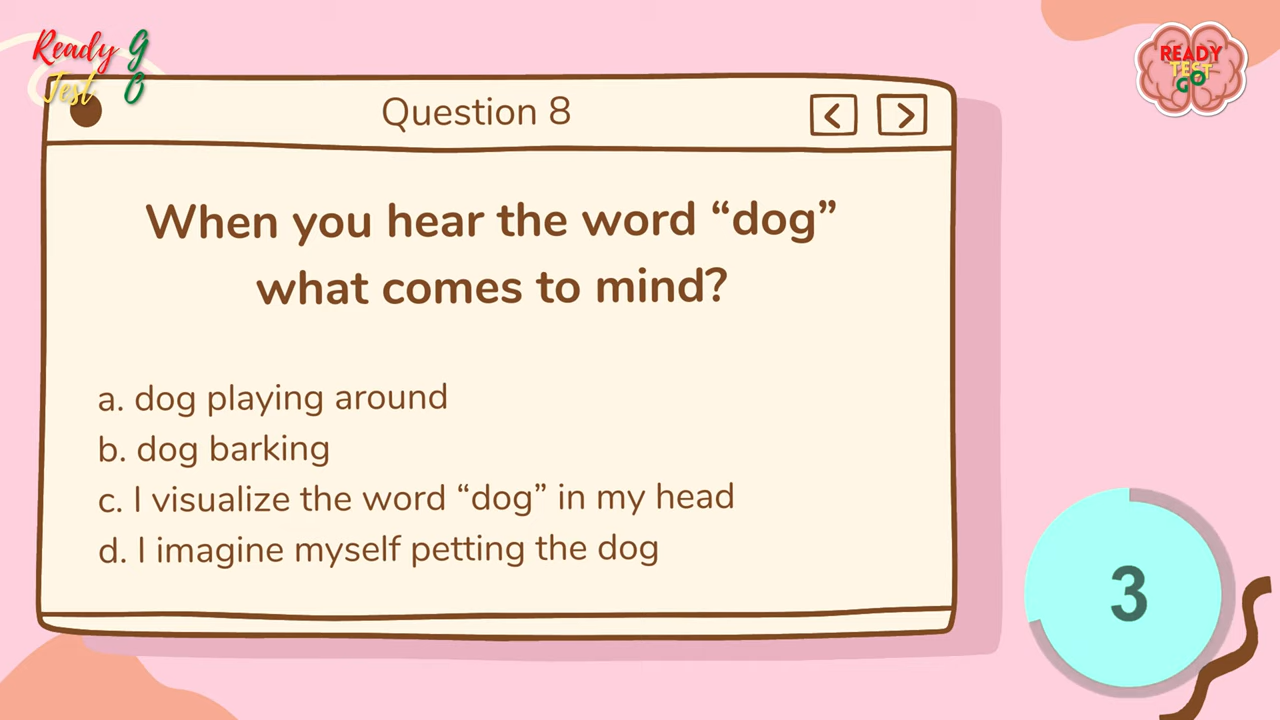 Ready G
Test O
READY
TEST
GO
Question 8
When you hear the word “dog”
what comes to mind?
a. dog playing around
b. dog barking
c. I visualize the word “dog” in my head
d. I imagine myself petting the dog
3